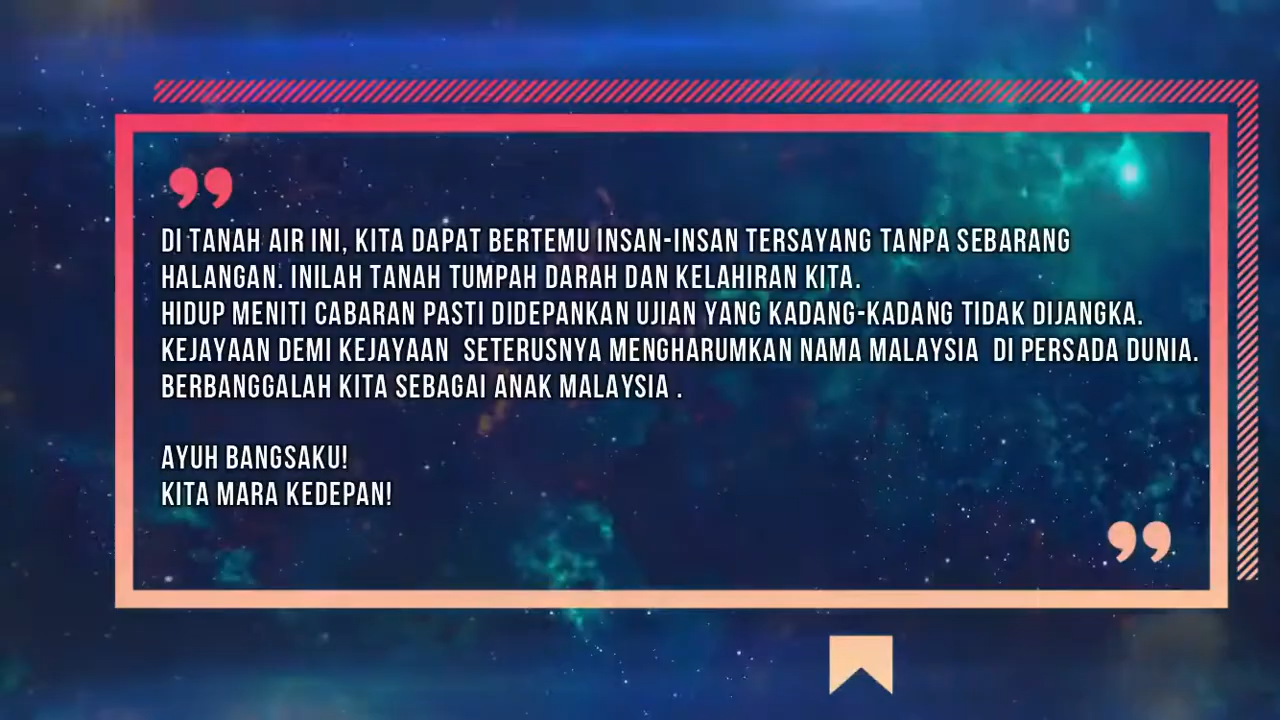 DI TANAH AIR INI, KITA DAPAT BERTEMU INSAN-INSAN TERSAYANG TANPA SEBARANG
HALANGAN. INILAH TANAH TUMPAH DARAH DAN KELAHIRAN KITA.
HIDUP MENITI CABARAN PASTI DIDEPANKAN UJIAN YANG KADANG-KADANG TIDAK DIJANGKA.
KEJAYAAN DEMI KEJAYAAN  SETERUSNYA MENGHARUMKAN NAMA MALAYSIA  DI PERSADA DUNIA.
BERBANGGALAH KITA SEBAGAI ANAK MALAYSIA .
AYUH BANGSAKU!
KITA MARA KEDEPAN!